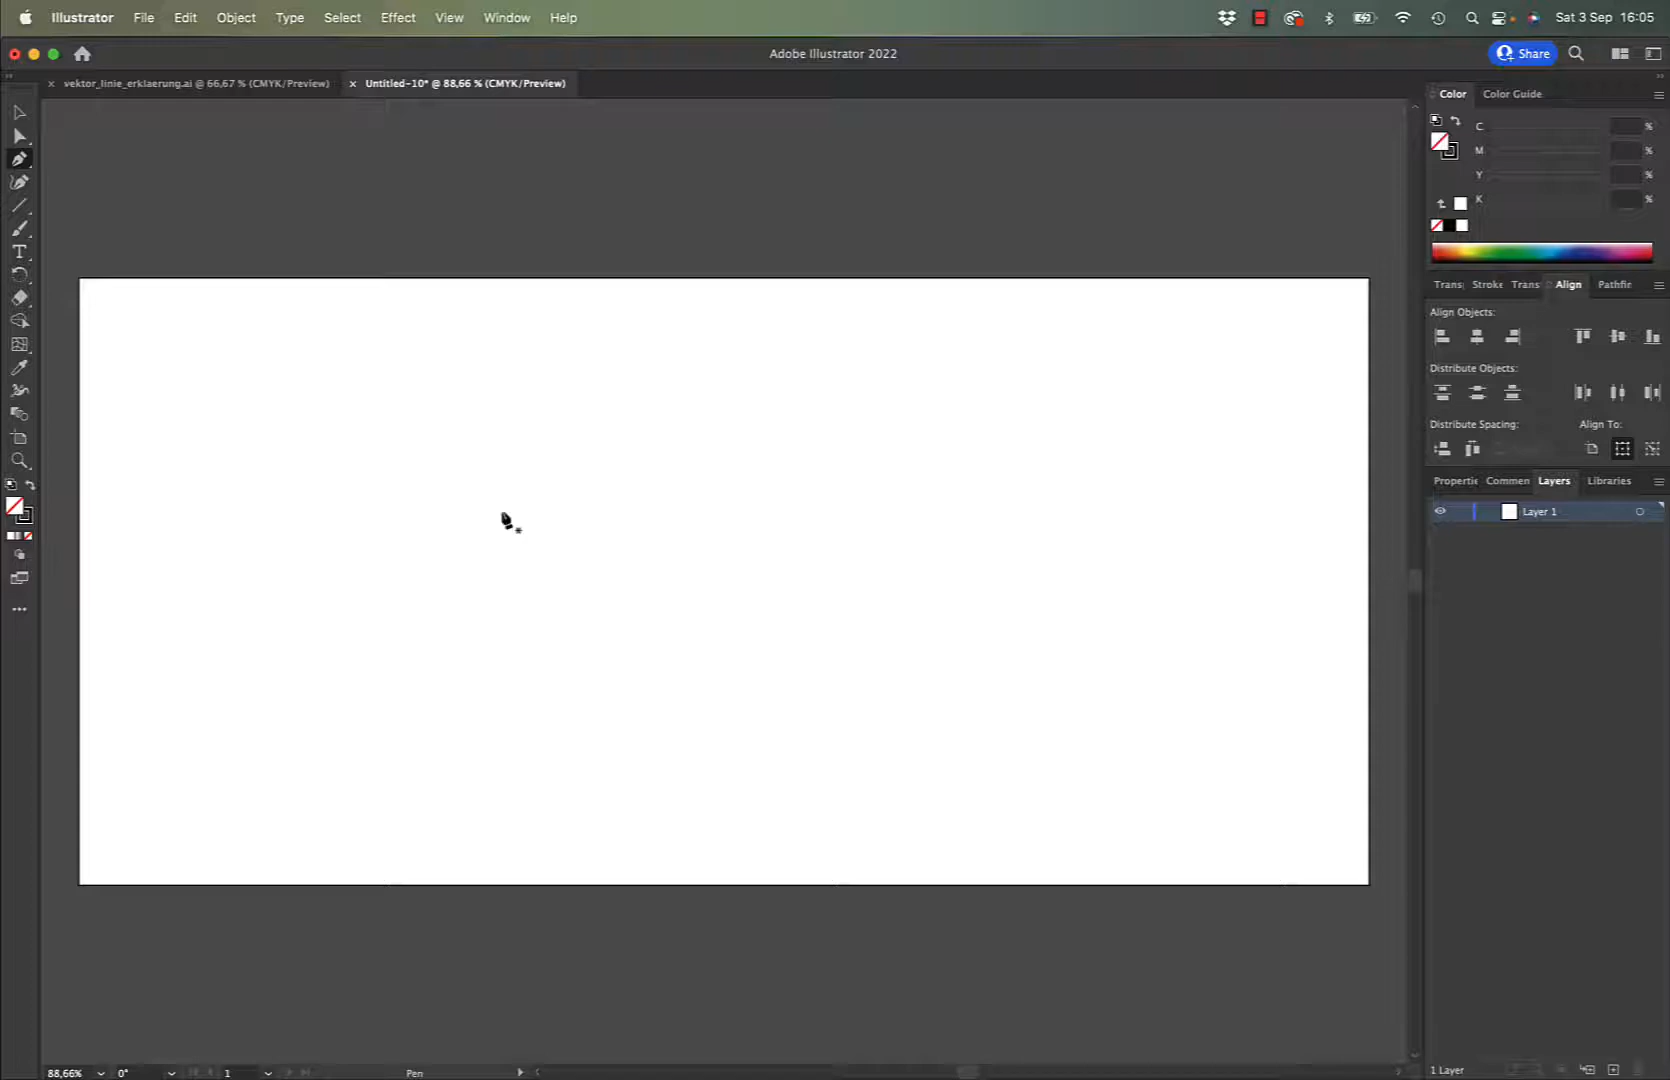 Illustrator File Edit Object Type Select Effect View Window Help
Sat 3 Sep 16:05
Adobe Illustrator 2022
Share
vektor_linie_erklaerung.ai @ 66,67 % (CMYK/Preview)
Untitled-10* @ 88,66 % (CMYK/Preview)
Color Color Guide
C %
M %
Y %
K %
Trans Stroke Trans Align Pathfin
Align Objects:
Distribute Objects:
Distribute Spacing: Align To:
Propertie Commen Layers Libraries
Layer 1
88,66% 0° 1 Pen
1 Layer